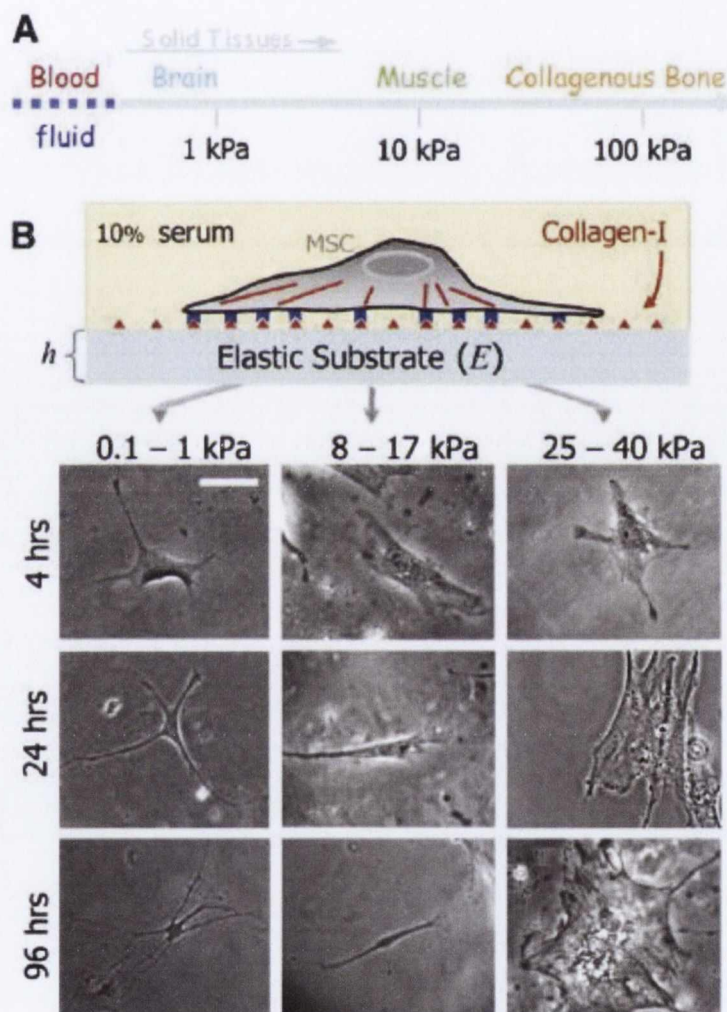 A
Solid Tissues →
Blood Brain Muscle Collagenous Bone
fluid
1 kPa 10 kPa 100 kPa
B
10% serum MSC Collagen-I
h { Elastic Substrate (E)
0.1 – 1 kPa 8 – 17 kPa 25 – 40 kPa
4 hrs
24 hrs
96 hrs